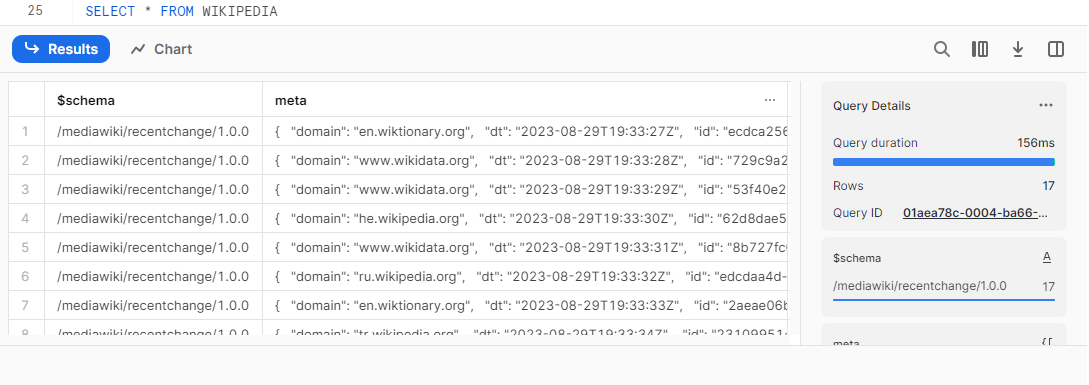 25 SELECT * FROM WIKIPEDIA
Results Chart
$schema meta ...
1 /mediawiki/recentchange/1.0.0 { "domain": "en.wiktionary.org", "dt": "2023-08-29T19:33:27Z", "id": "ecdca256
2 /mediawiki/recentchange/1.0.0 { "domain": "www.wikidata.org", "dt": "2023-08-29T19:33:28Z", "id": "729c9a2
3 /mediawiki/recentchange/1.0.0 { "domain": "www.wikidata.org", "dt": "2023-08-29T19:33:29Z", "id": "53f40e2
4 /mediawiki/recentchange/1.0.0 { "domain": "he.wikipedia.org", "dt": "2023-08-29T19:33:30Z", "id": "62d8dae5
5 /mediawiki/recentchange/1.0.0 { "domain": "www.wikidata.org", "dt": "2023-08-29T19:33:31Z", "id": "8b727fc
6 /mediawiki/recentchange/1.0.0 { "domain": "ru.wikipedia.org", "dt": "2023-08-29T19:33:32Z", "id": "edcdaa4d-
7 /mediawiki/recentchange/1.0.0 { "domain": "en.wiktionary.org", "dt": "2023-08-29T19:33:33Z", "id": "2aeae06b
8 /mediawiki/recentchange/1.0.0 { "domain": "tr.wikipedia.org", "dt": "2023-08-29T19:33:34Z", "id": "23109951-
Query Details ...
Query duration 156ms
Rows 17
Query ID 01aea78c-0004-ba66-...
$schema A
/mediawiki/recentchange/1.0.0 17
meta